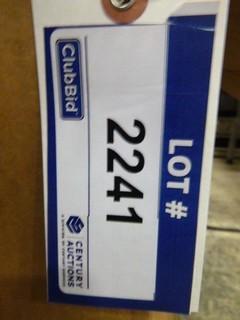 LOT #
2241
ClubBid
CENTURY
AUCTIONS